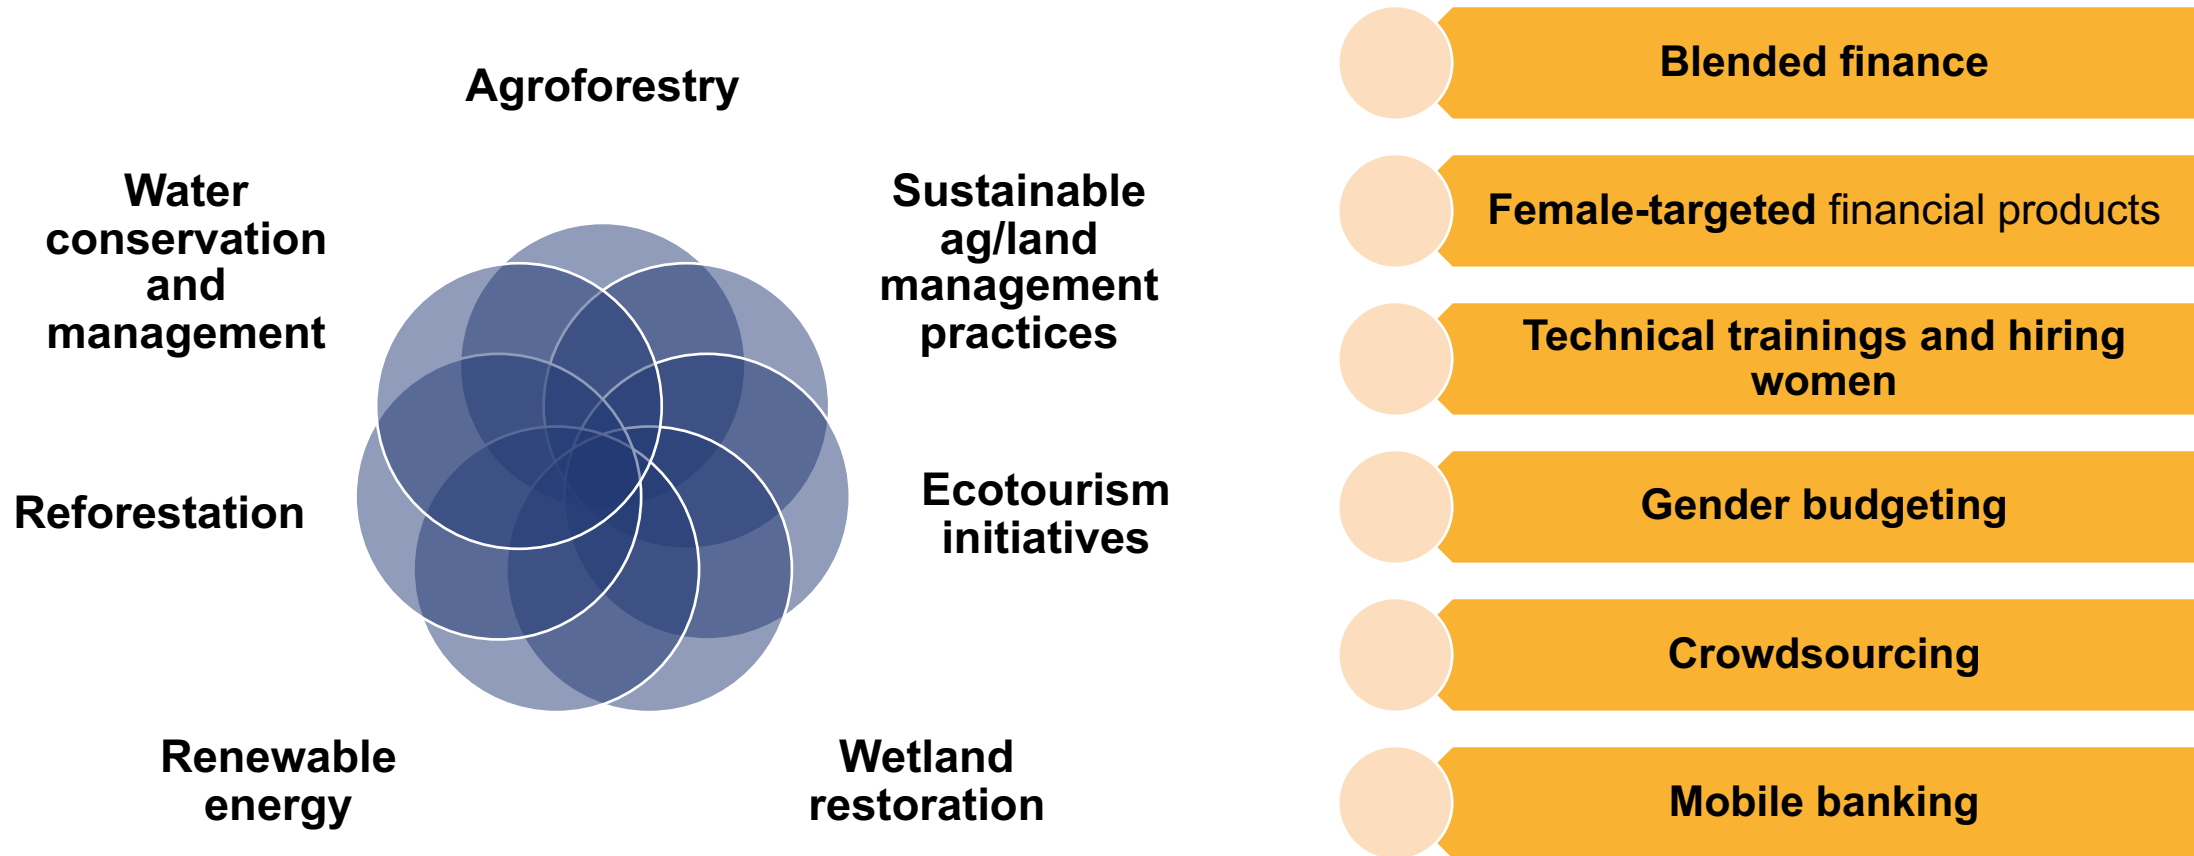 Agroforestry
Sustainable
ag/land
management
practices
Ecotourism
initiatives
Wetland
restoration
Renewable
energy
Reforestation
Water
conservation
and
management
Blended finance
Female-targeted financial products
Technical trainings and hiring
women
Gender budgeting
Crowdsourcing
Mobile banking